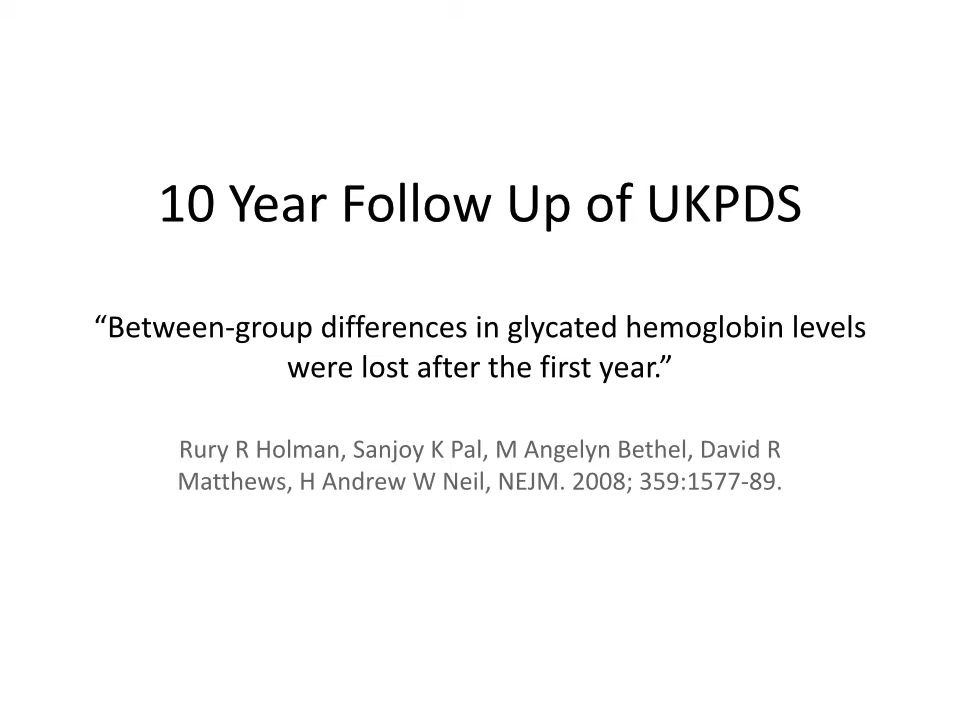 10 Year Follow Up of UKPDS
“Between-group differences in glycated hemoglobin levels
were lost after the first year.”
Rury R Holman, Sanjoy K Pal, M Angelyn Bethel, David R
Matthews, H Andrew W Neil, NEJM. 2008; 359:1577-89.